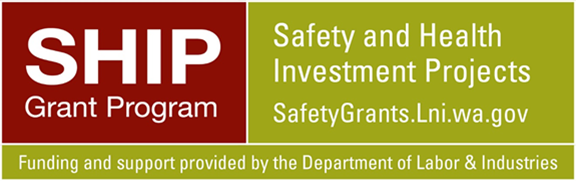 SHIP
Grant Program
Safety and Health
Investment Projects
SafetyGrants.Lni.wa.gov
Funding and support provided by the Department of Labor & Industries